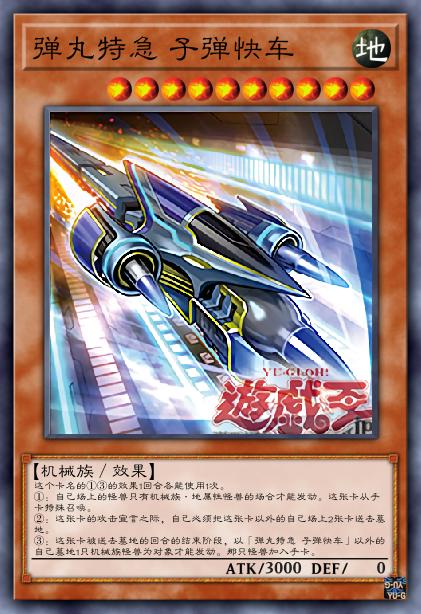 弹丸特急 子弹快车
地
YU-GI-OH!
遊戯王
.jp
【机械族/效果】
这个卡名的①③的效果1回合各能使用1次。
①：自己场上的怪兽只有机械族·地属性怪兽的场合才能发动。这张卡从手
卡特殊召唤。
②：这张卡的攻击宣言之际，自己必须把这张卡以外的自己场上2张卡送去墓
地。
③：这张卡被送去墓地的回合的结束阶段，以「弹丸特急 子弹快车」以外的
自己墓地1只机械族怪兽为对象才能发动。那只怪兽加入手卡。
ATK/3000 DEF/ 0